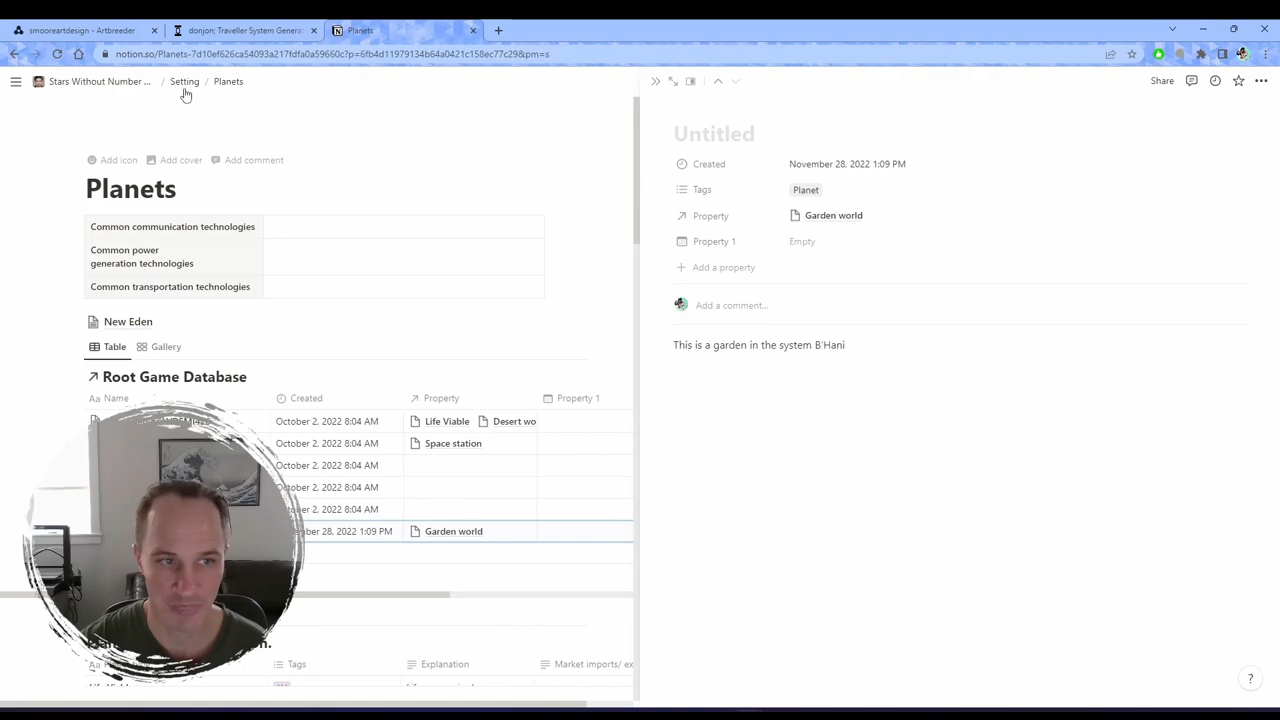 smooreartdesign - Artbreeder
donjon; Traveller System Genera
Planets
notion.so/Planets-7d10ef626ca54093a217fdfa0a59660c?p=6fb4d11979134b64a0421c158ec77c29&pm=s
Stars Without Number ... / Setting / Planets
Share
Add icon Add cover Add comment
Planets
Common communication technologies
Common power
generation technologies
Common transportation technologies
New Eden
Table Gallery
Root Game Database
Aa Name Created Property Property 1
October 2, 2022 8:04 AM Life Viable Desert wo
October 2, 2022 8:04 AM Space station
October 2, 2022 8:04 AM
October 2, 2022 8:04 AM
October 2, 2022 8:04 AM
mber 28, 2022 1:09 PM Garden world
Tags Explanation Market imports/ ex
Untitled
Created November 28, 2022 1:09 PM
Tags Planet
Property Garden world
Property 1 Empty
Add a property
Add a comment...
This is a garden in the system B'Hani
?